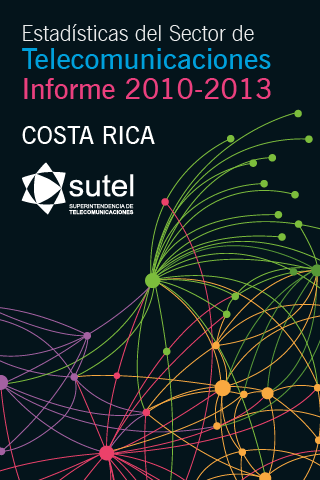 Estadísticas del Sector de
Telecomunicaciones
Informe 2010-2013
COSTA RICA
sutel
SUPERINTENDENCIA DE
TELECOMUNICACIONES